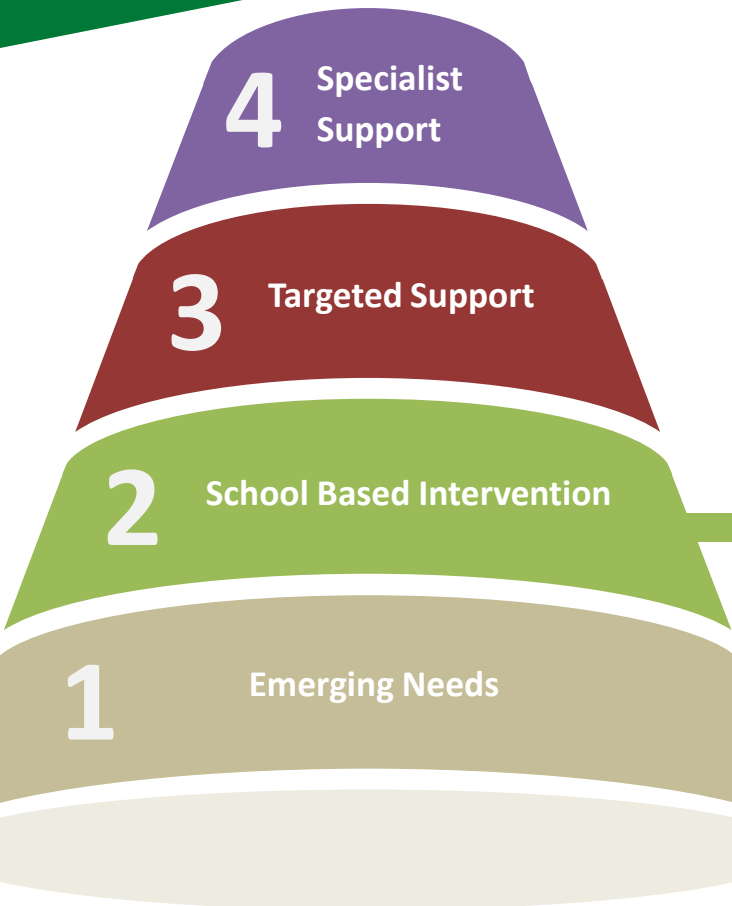 4 Specialist
Support
3 Targeted Support
2 School Based Intervention
1 Emerging Needs